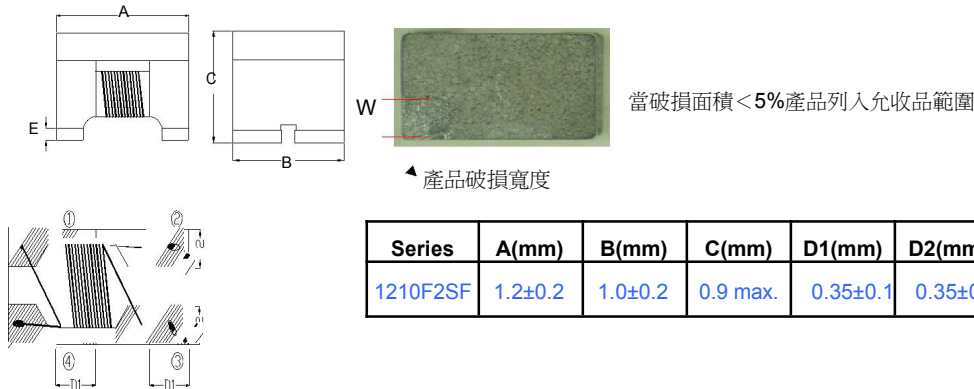 A
C
E
B
W
當破損面積＜5%產品列入允收品範圍
產品破損寬度
① ②
④ ③
D1 D1
Series A(mm) B(mm) C(mm) D1(mm)
1210F2SF 1.2±0.2 1.0±0.2 0.9 max. 0.35±0.1